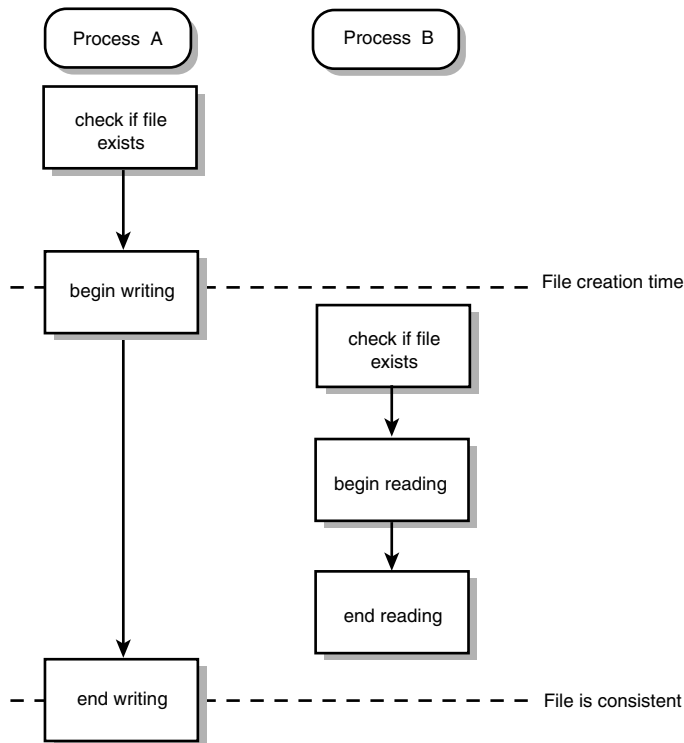 Process A
Process B
check if file
exists
begin writing
File creation time
check if file
exists
begin reading
end reading
end writing
File is consistent